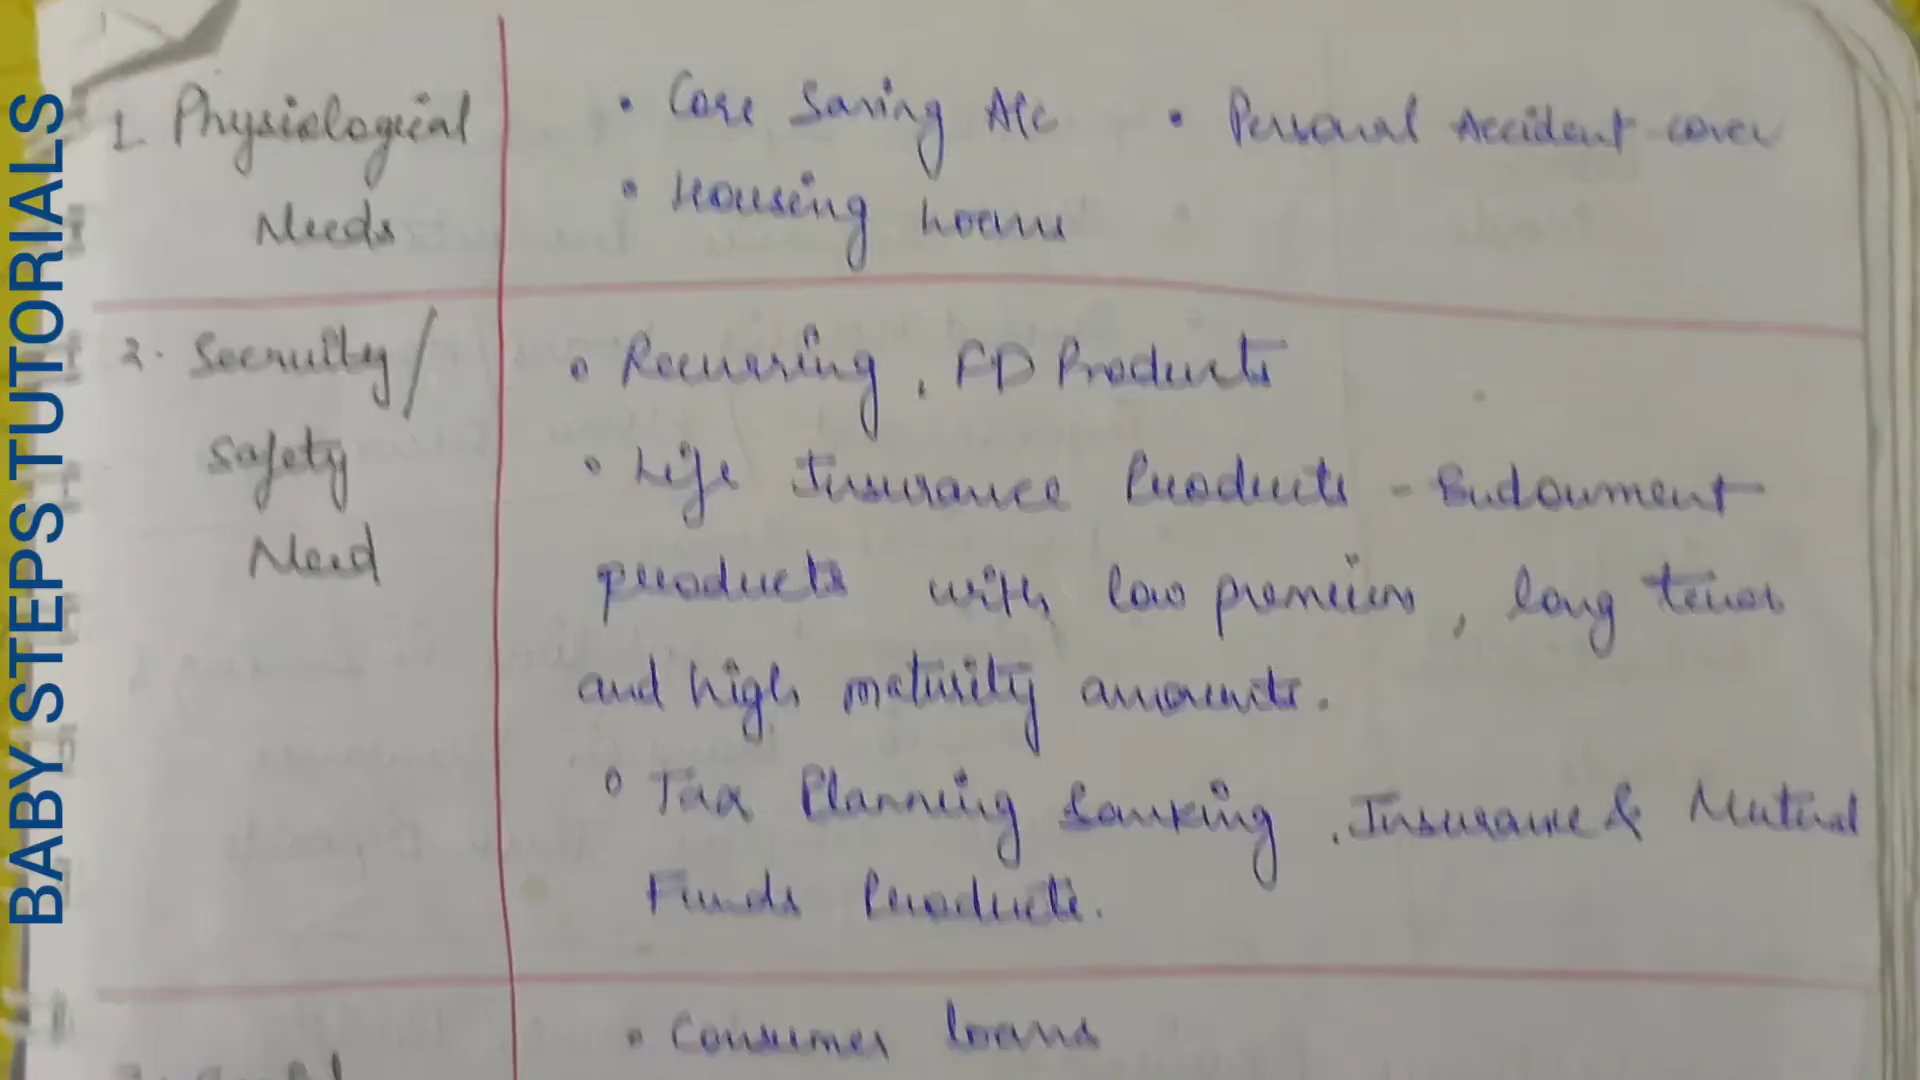 BABY STEPS TUTORIALS
1. Physiological
Needs
• Core Saving A/c • Personal Accident cover
• Housing Loans
2. Secruity/
Safety
Need
• Recurring, FD Products
• Life Insurance Products - Endowment
products with low premium, long tenor
and high maturity amounts.
• Tax Planning Banking, Insurance & Mutual
Funds Products.
• Consumer loans